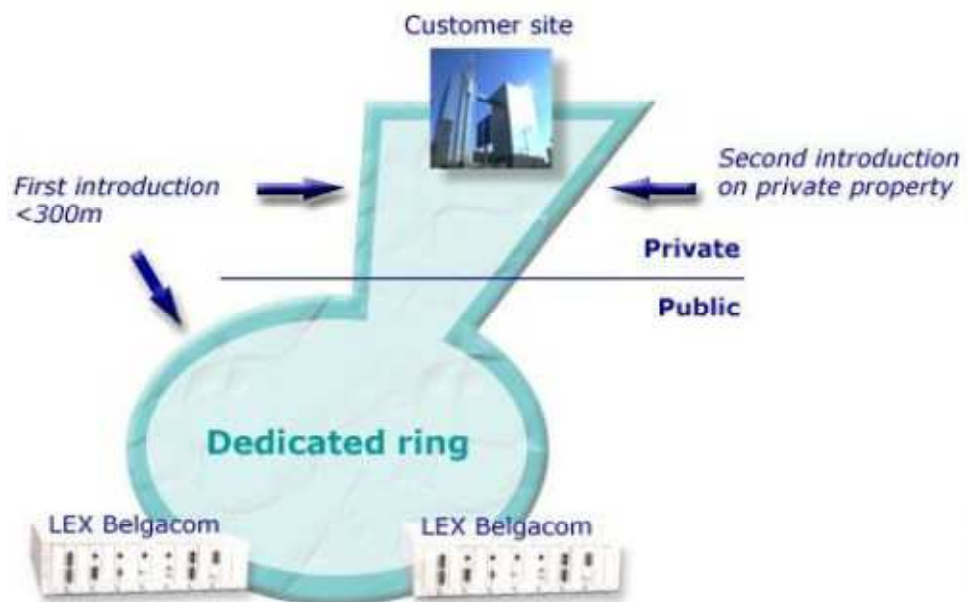 Customer site
First introduction
<300m
Second introduction
on private property
Private
Public
Dedicated ring
LEX Belgacom
LEX Belgacom